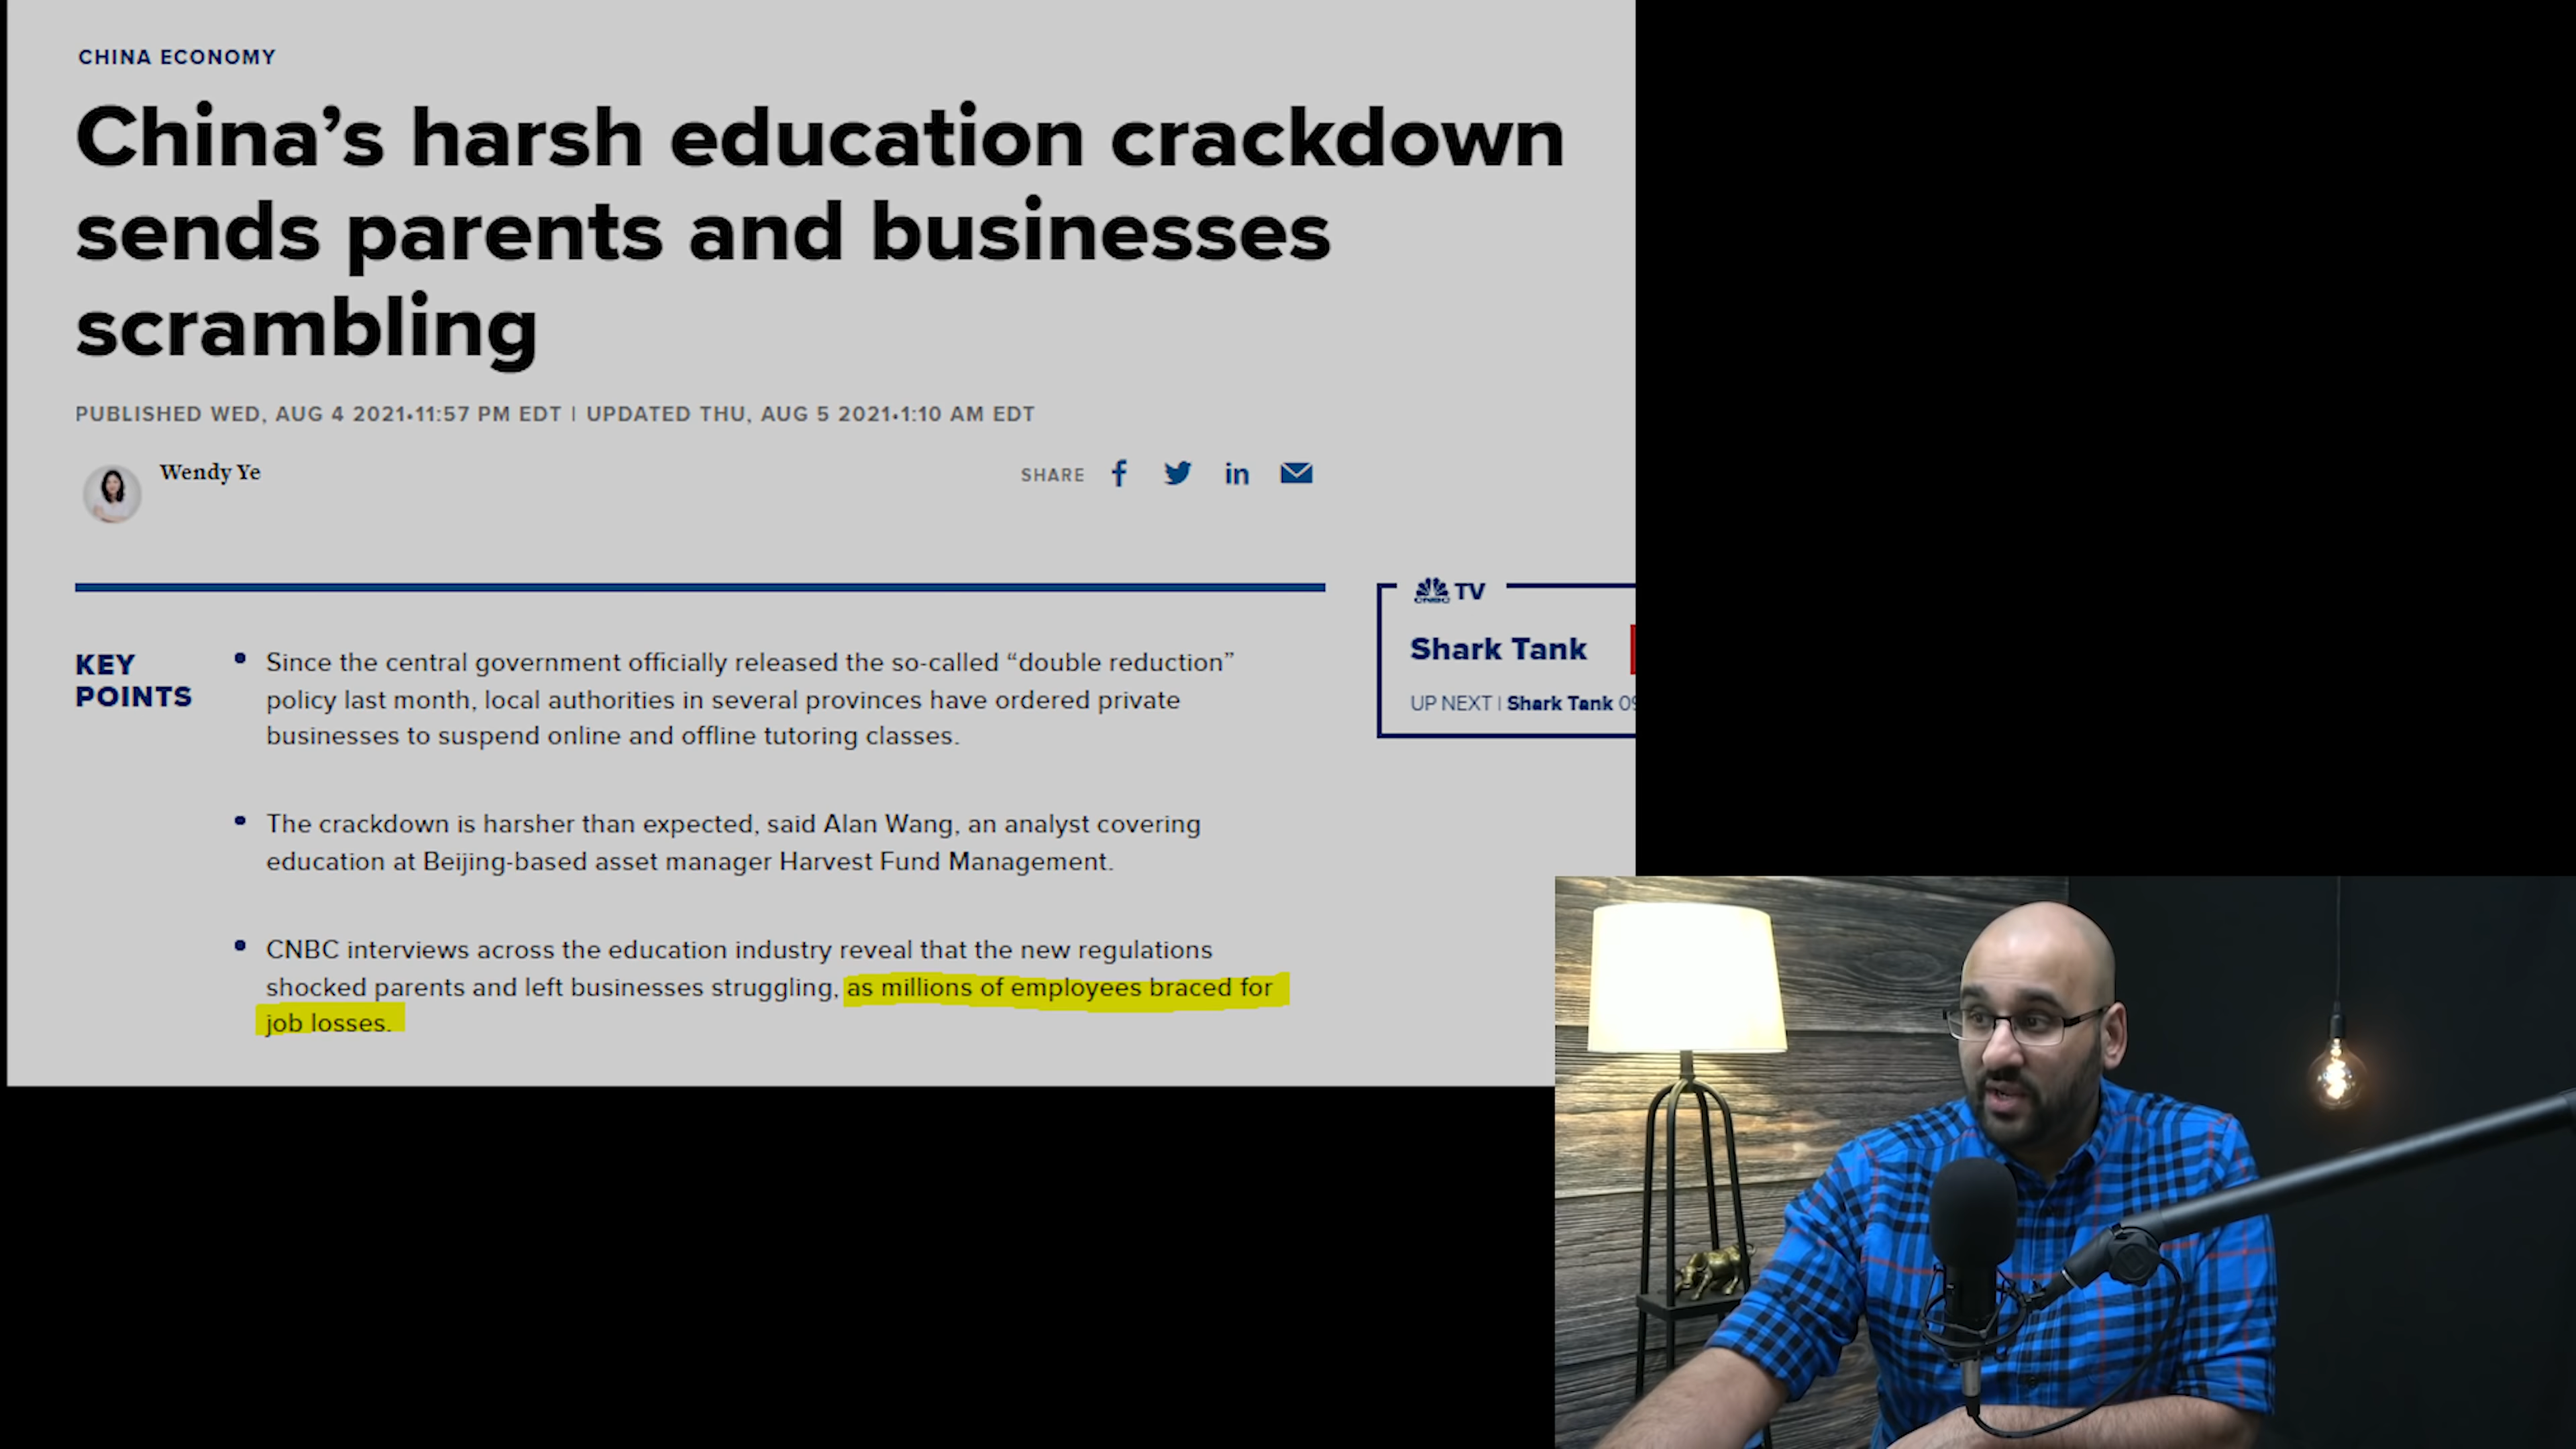 CHINA ECONOMY
China’s harsh education crackdown
sends parents and businesses
scrambling
PUBLISHED WED, AUG 4 2021•11:57 PM EDT | UPDATED THU, AUG 5 2021•1:10 AM EDT
Wendy Ye
SHARE f in
CNBC TV
Shark Tank
UP NEXT | Shark Tank 09
KEY
POINTS
• Since the central government officially released the so-called “double reduction”
policy last month, local authorities in several provinces have ordered private
businesses to suspend online and offline tutoring classes.
• The crackdown is harsher than expected, said Alan Wang, an analyst covering
education at Beijing-based asset manager Harvest Fund Management.
• CNBC interviews across the education industry reveal that the new regulations
shocked parents and left businesses struggling, as millions of employees braced for
job losses.